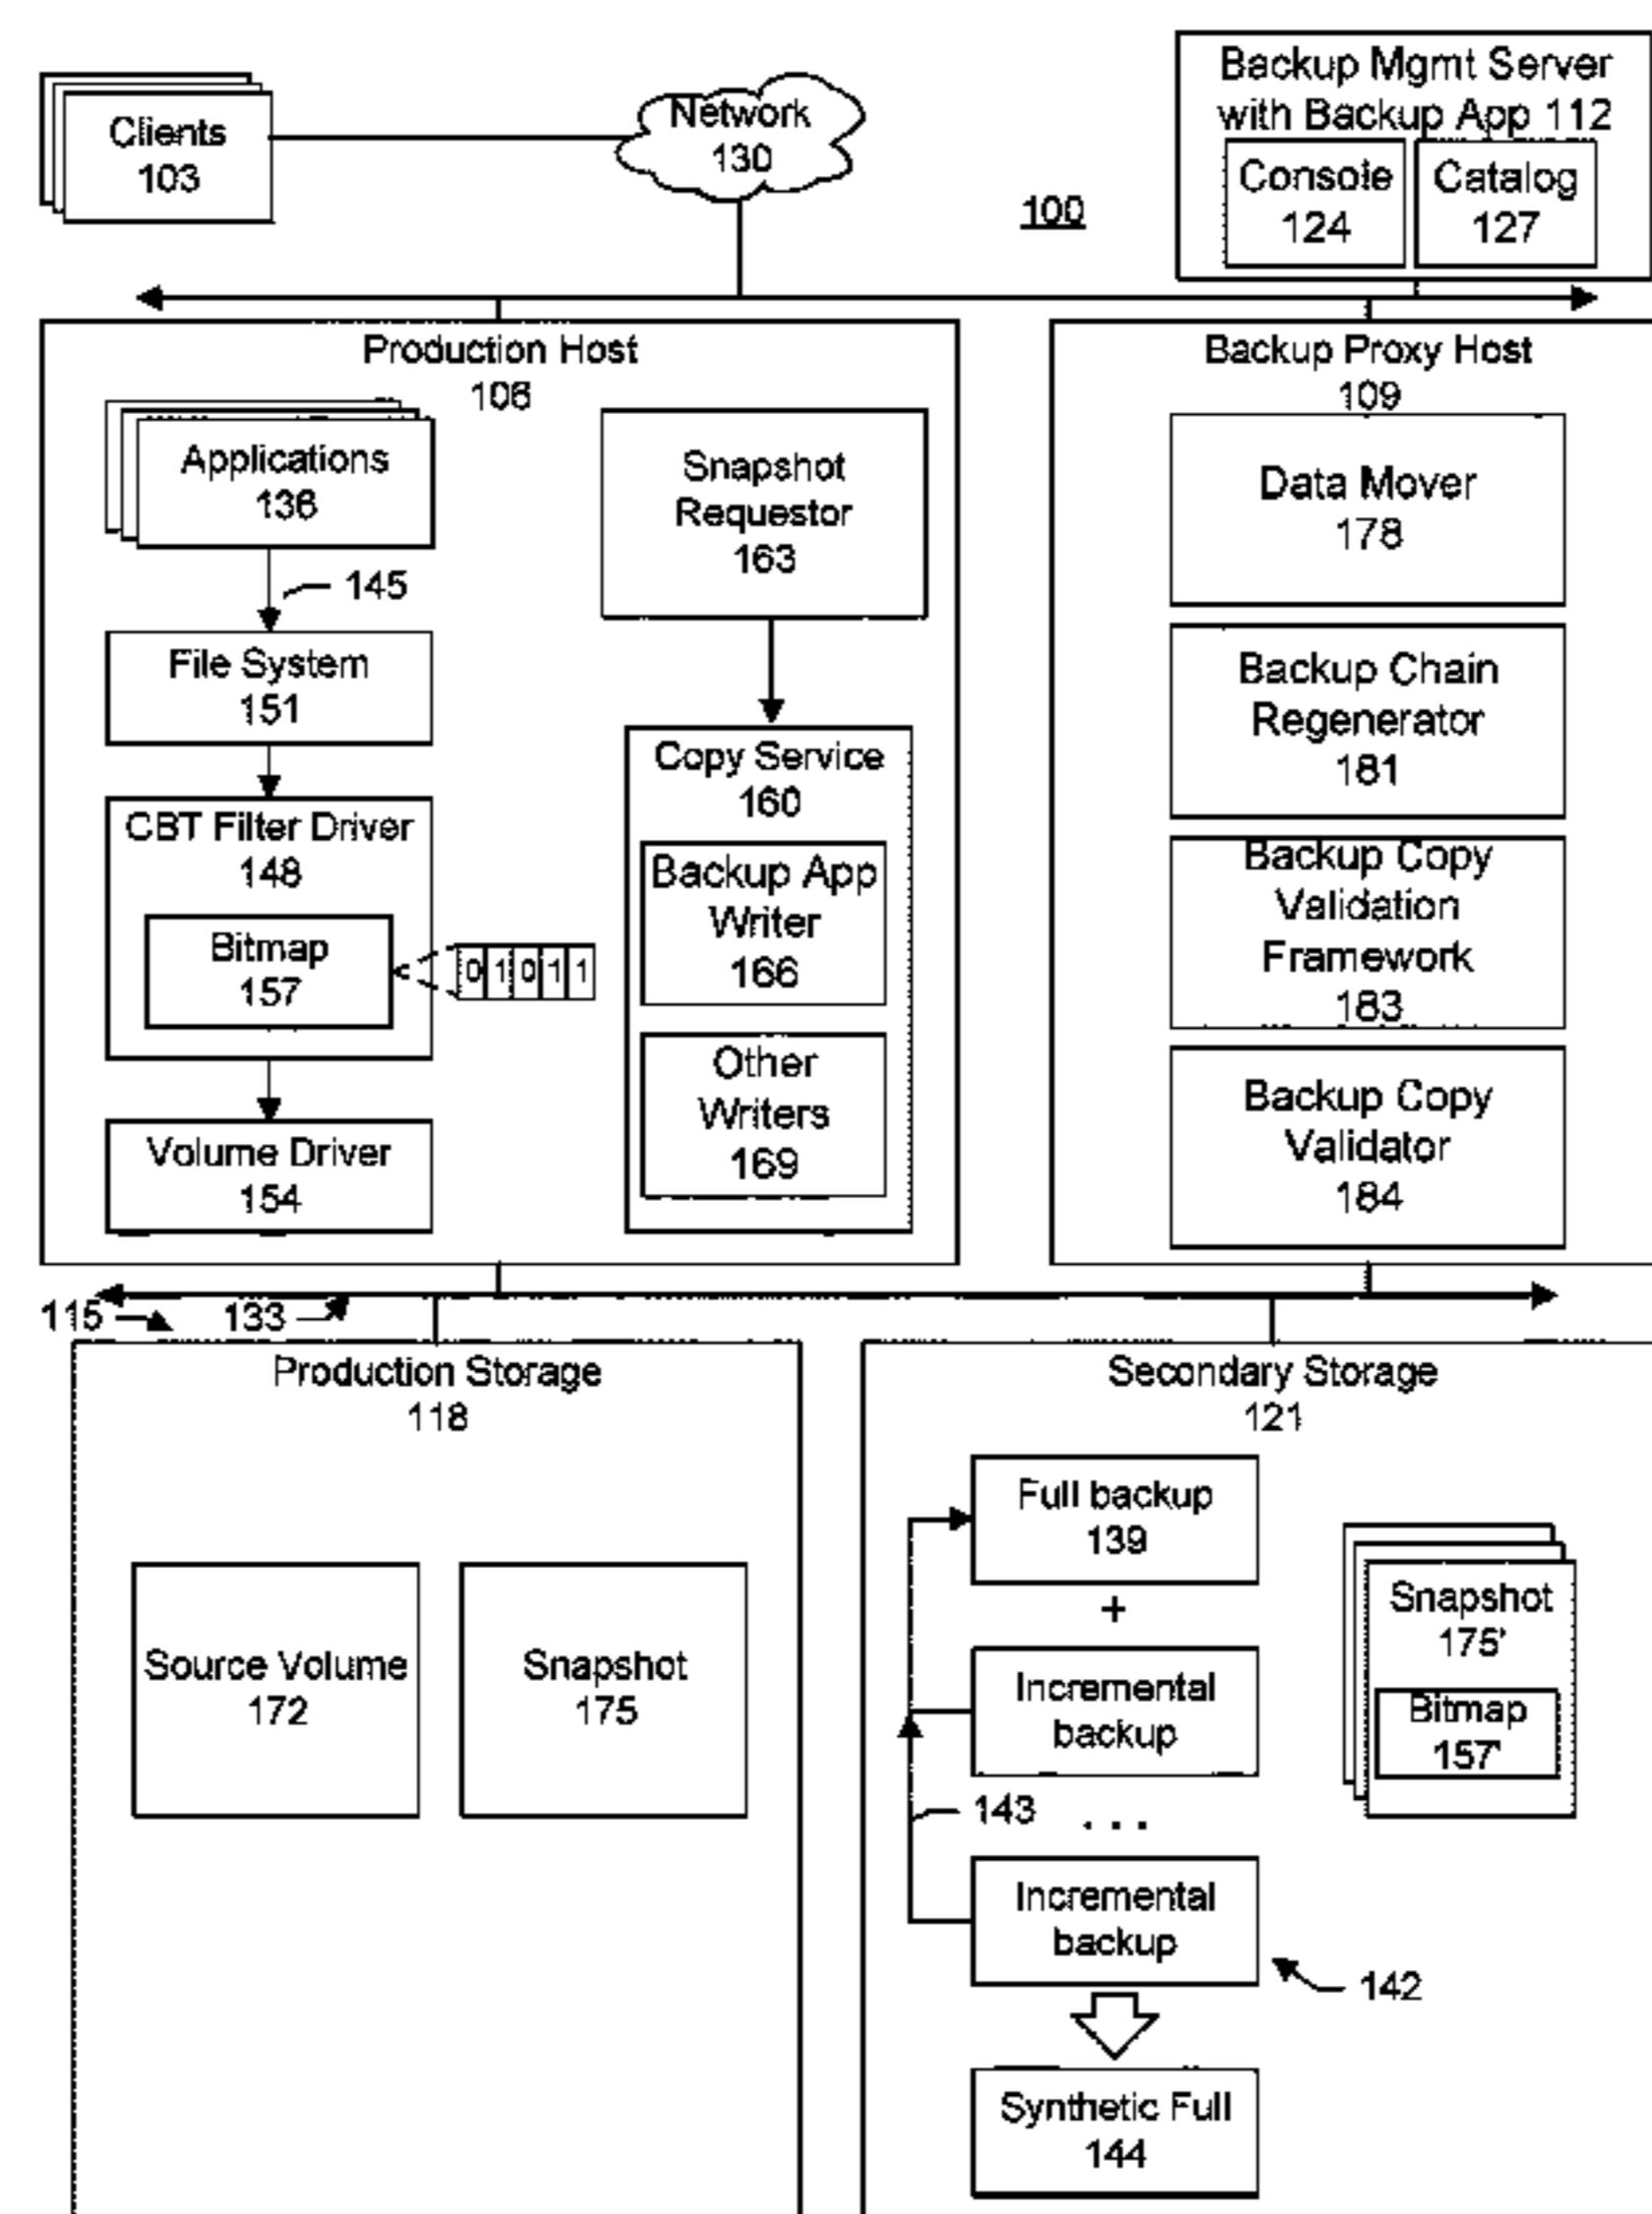 Clients
103
Network
130
100
Backup Mgmt Server
with Backup App 112
Console
124
Catalog
127
Production Host
106
Applications
136
145
File System
151
CBT Filter Driver
148
Bitmap
157
0 1 0 1 1
Volume Driver
154
Snapshot
Requestor
163
Copy Service
160
Backup App
Writer
166
Other
Writers
169
Backup Proxy Host
109
Data Mover
178
Backup Chain
Regenerator
181
Backup Copy
Validation
Framework
183
Backup Copy
Validator
184
115
133
Production Storage
118
Source Volume
172
Snapshot
175
Secondary Storage
121
Full backup
139
+
Incremental
backup
143
. . .
Incremental
backup
142
Synthetic Full
144
Snapshot
175'
Bitmap
157'